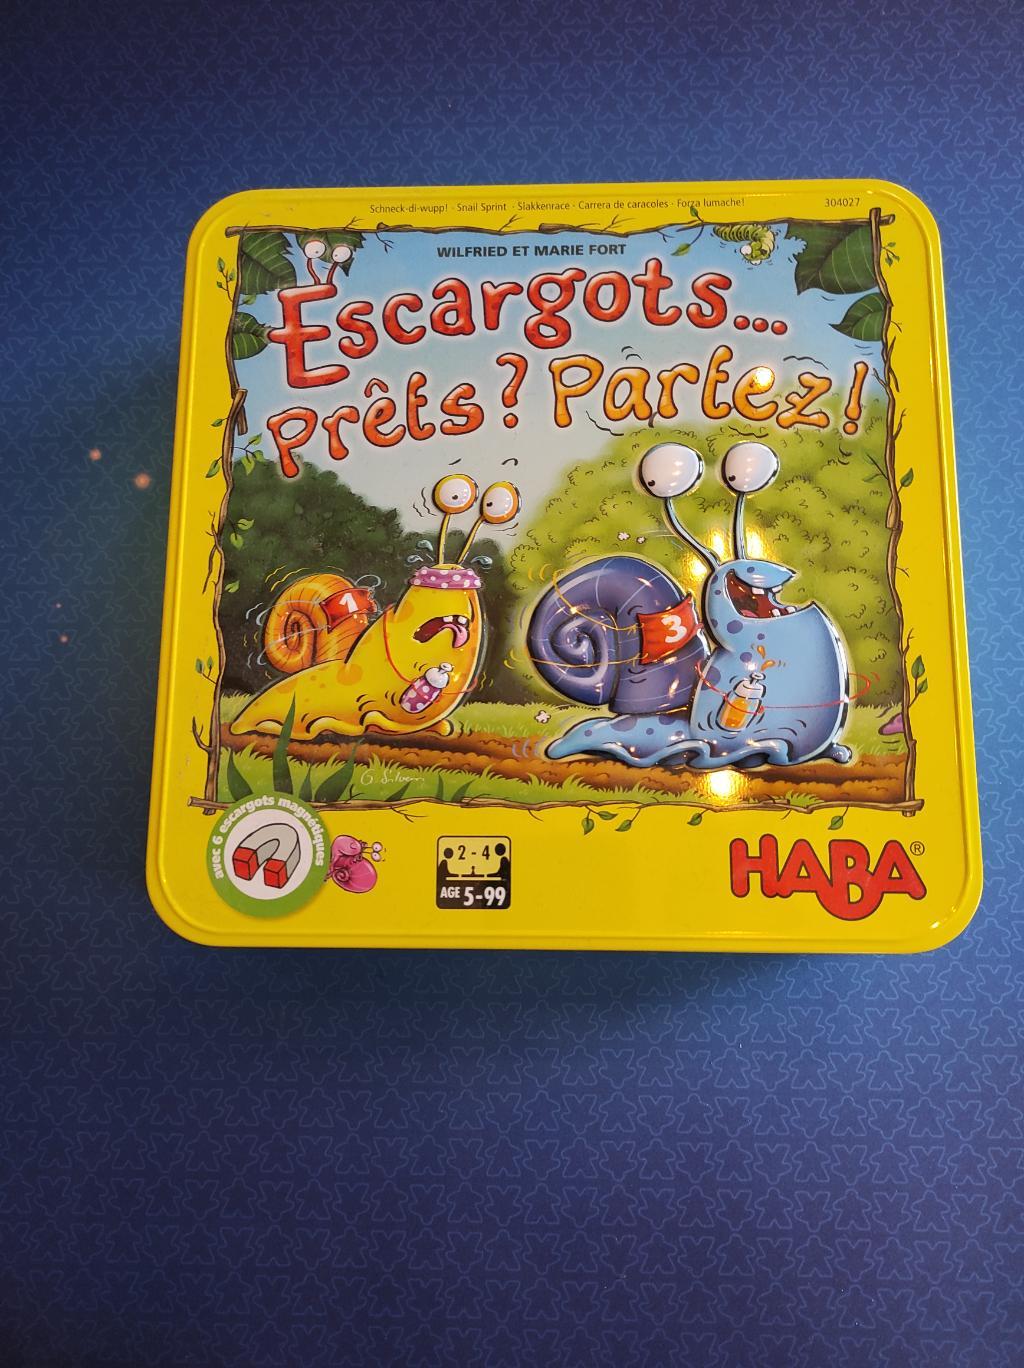 Schneck-di-wupp! · Snail Sprint · Slakkenrace · Carrera de caracoles · Forza lumache!
304027
WILFRIED ET MARIE FORT
Escargots...
Prêts? Partez!
1
3
G. Silveri
avec 6 escargots magnétiques
2 - 4
AGE 5-99
HABA®